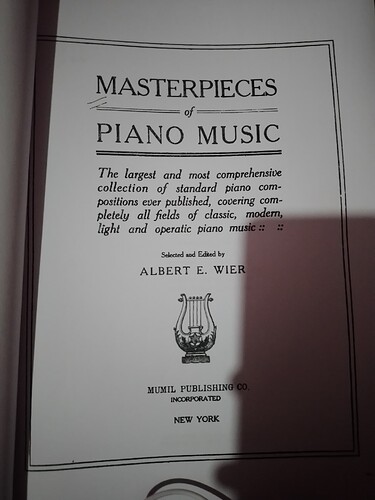 MASTERPIECES
of
PIANO MUSIC
The largest and most comprehensive
collection of standard piano com-
positions ever published, covering com-
pletely all fields of classic, modern,
light and operatic piano music :: ::
Selected and Edited by
ALBERT E. WIER
MUMIL PUBLISHING CO.
INCORPORATED
NEW YORK